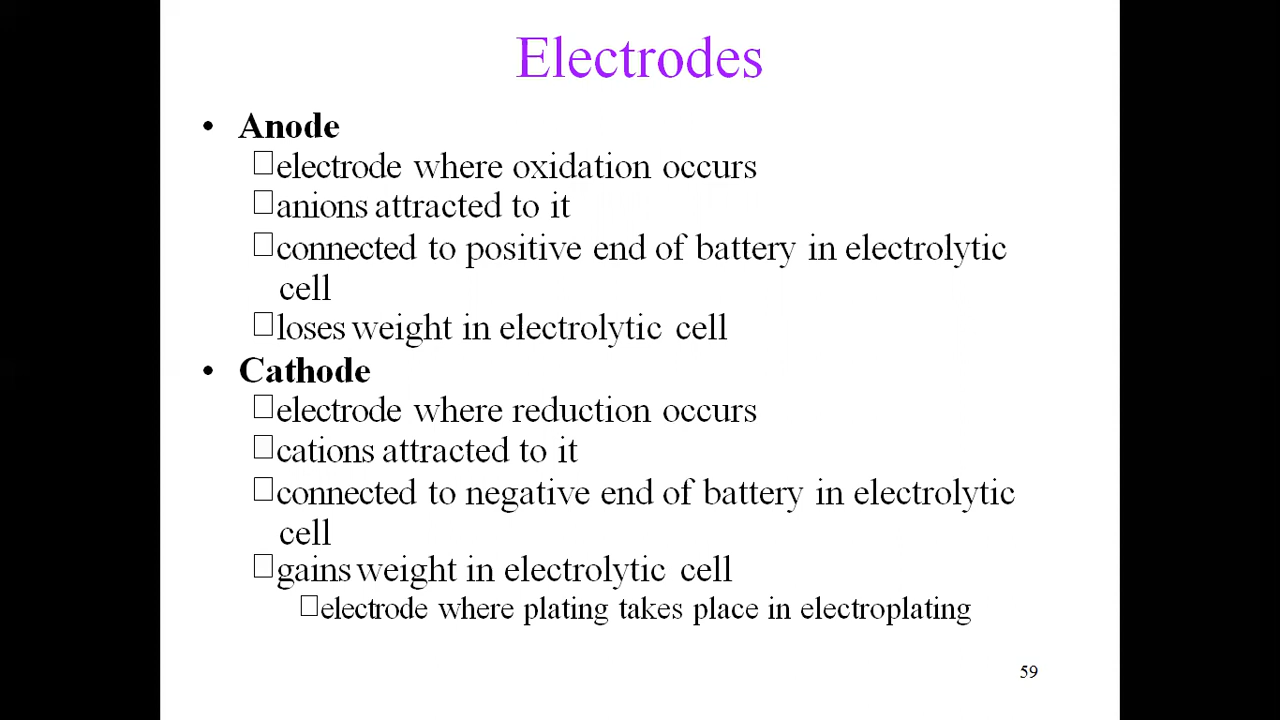 Electrodes
• Anode
□electrode where oxidation occurs
□anions attracted to it
□connected to positive end of battery in electrolytic
cell
□loses weight in electrolytic cell
• Cathode
□electrode where reduction occurs
□cations attracted to it
□connected to negative end of battery in electrolytic
cell
□gains weight in electrolytic cell
□electrode where plating takes place in electroplating
59